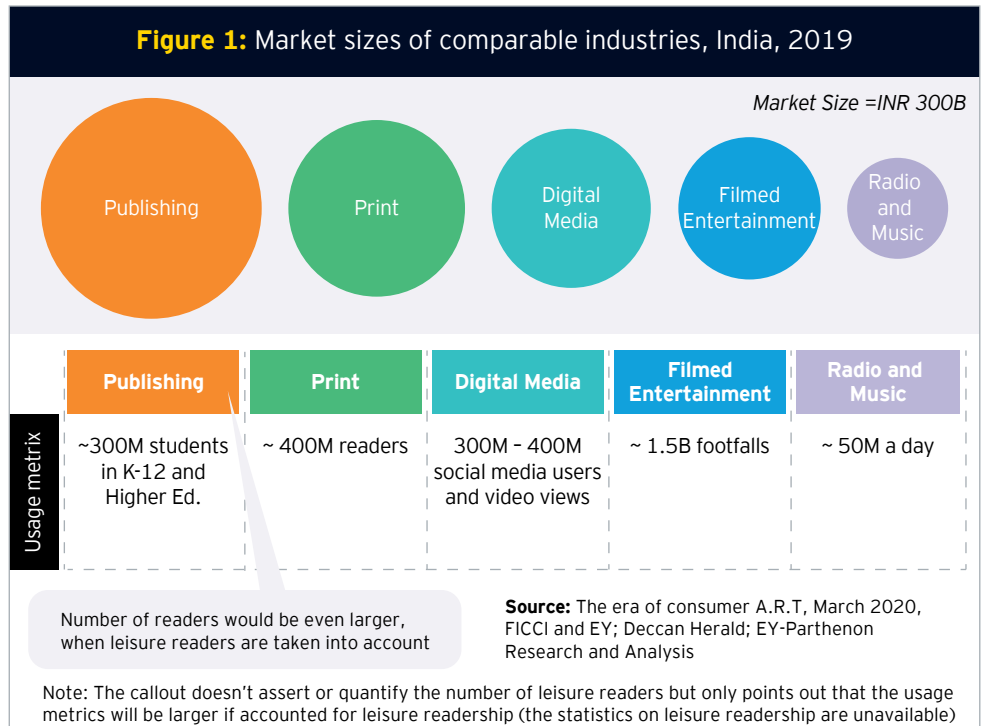 Figure 1: Market sizes of comparable industries, India, 2019
Market Size =INR 300B
Publishing
Print
Digital
Media
Filmed
Entertainment
Radio
and
Music
Publishing
Print
Digital Media
Filmed
Entertainment
Radio and
Music
Usage metrix
~300M students
in K-12 and
Higher Ed.
~ 400M readers
300M – 400M
social media users
and video views
~ 1.5B footfalls
~ 50M a day
Number of readers would be even larger,
when leisure readers are taken into account
Source: The era of consumer A.R.T, March 2020,
FICCI and EY; Deccan Herald; EY-Parthenon
Research and Analysis
Note: The callout doesn't assert or quantify the number of leisure readers but only points out that the usage
metrics will be larger if accounted for leisure readership (the statistics on leisure readership are unavailable)